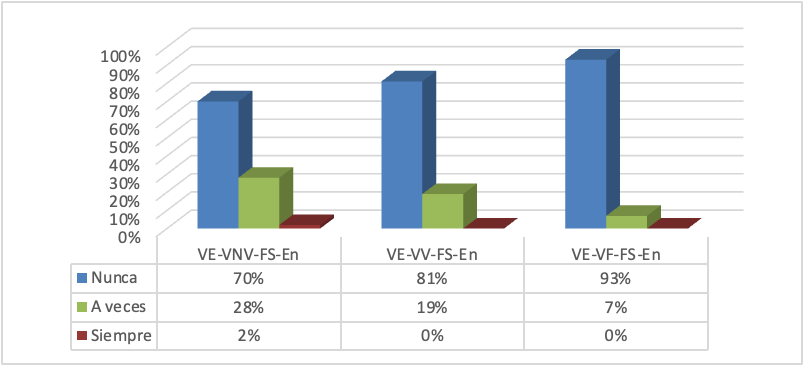 100%
90%
80%
70%
60%
50%
40%
30%
20%
10%
0%
VE-VNV-FS-En VE-VV-FS-En VE-VF-FS-En
Nunca 70% 81% 93%
A veces 28% 19% 7%
Siempre 2% 0% 0%